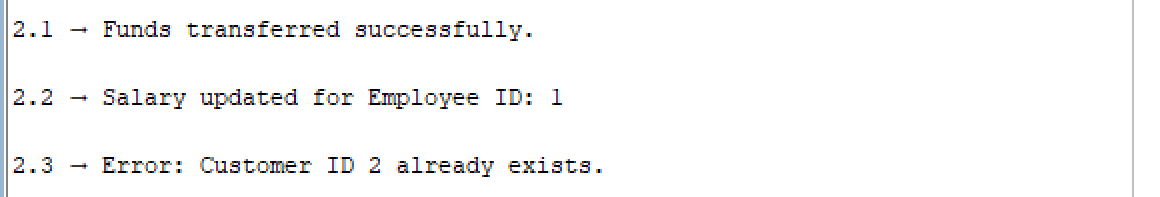 2.1 → Funds transferred successfully.
2.2 → Salary updated for Employee ID: 1
2.3 → Error: Customer ID 2 already exists.